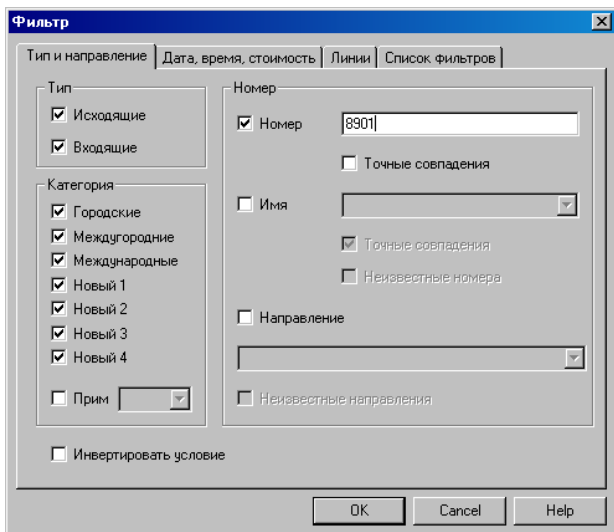 Фильтр
Тип и направление
Дата, время, стоимость
Линии
Список фильтров
Тип
Исходящие
Входящие
Категория
Городские
Междугородние
Международные
Новый 1
Новый 2
Новый 3
Новый 4
Прим
Номер
Номер 8901
Точные совпадения
Имя
Точные совпадения
Неизвестные номера
Направление
Неизвестные направления
Инвертировать условие
OK
Cancel
Help